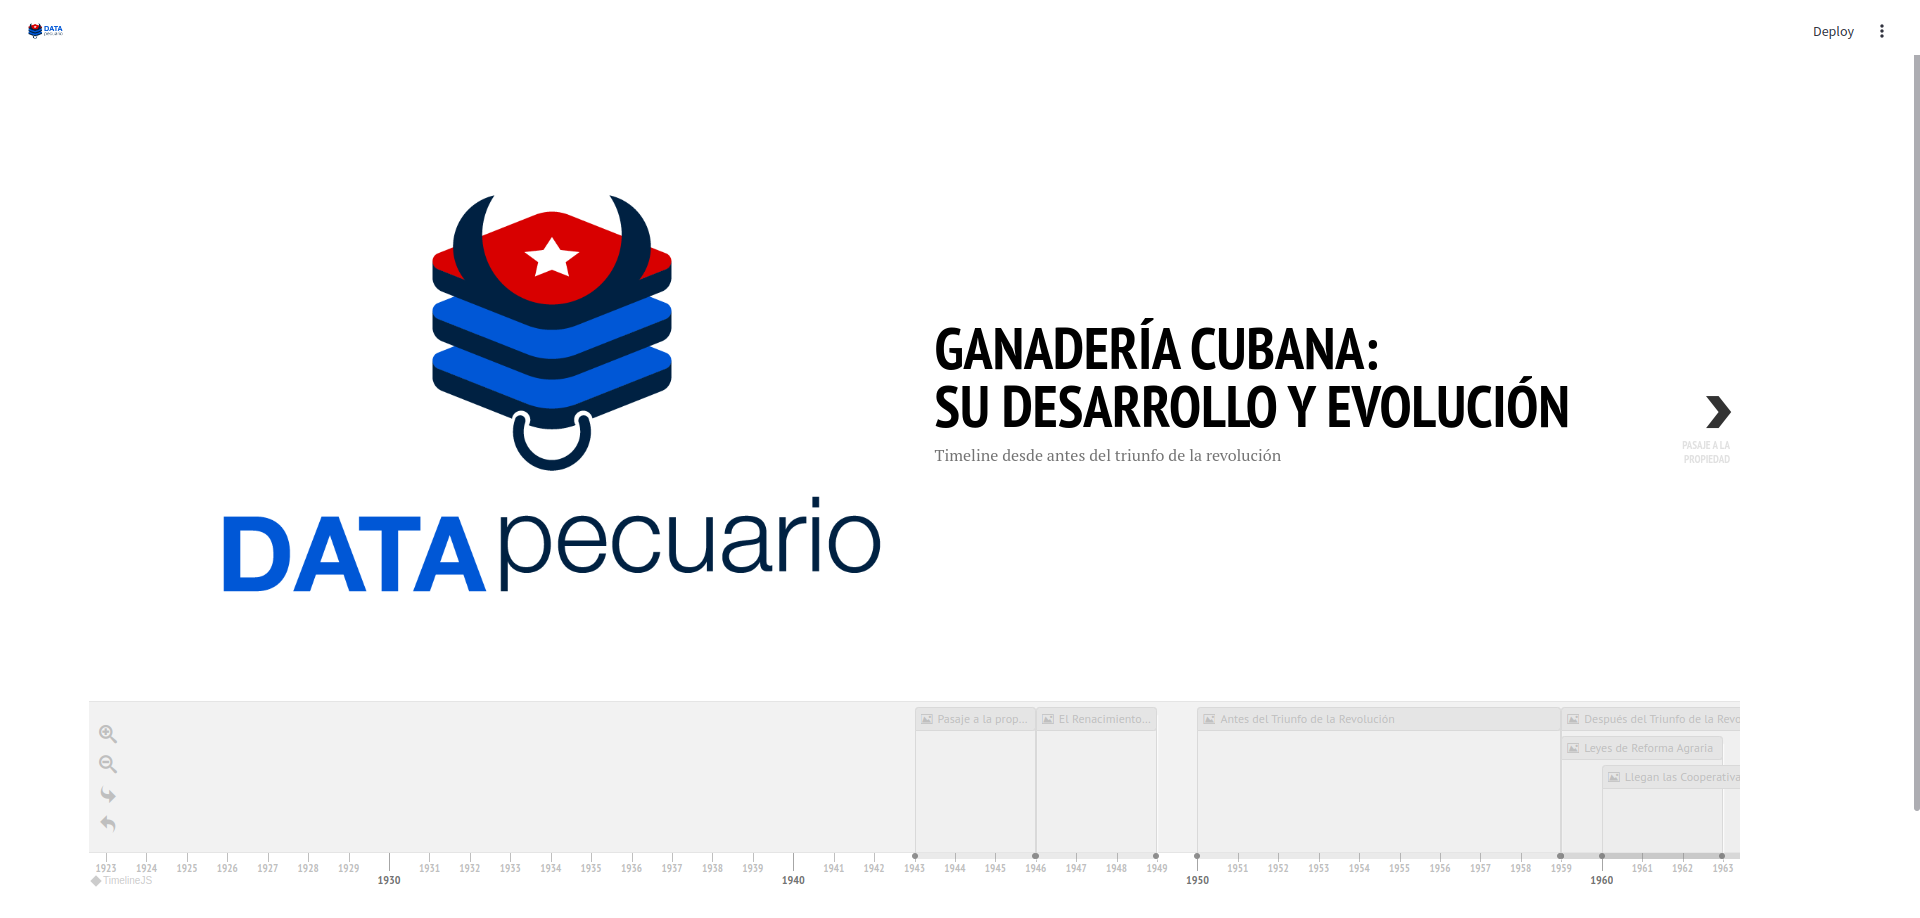 DATA
pecuario
Deploy
GANADERÍA CUBANA:
SU DESARROLLO Y EVOLUCIÓN
Timeline desde antes del triunfo de la revolución
PASAJE A LA
PROPIEDAD
DATA pecuario
Pasaje a la prop...
El Renacimiento...
Antes del Triunfo de la Revolución
Después del Triunfo de la Revo
Leyes de Reforma Agraria
Llegan las Cooperativa
1923 1924 1925 1926 1927 1928 1929 1931 1932 1933 1934 1935 1936 1937 1938 1939 1941 1942 1943 1944 1945 1946 1947 1948 1949 1951 1952 1953 1954 1955 1956 1957 1958 1959 1961 1962 1963
1930 1940 1950 1960
TimelineJS